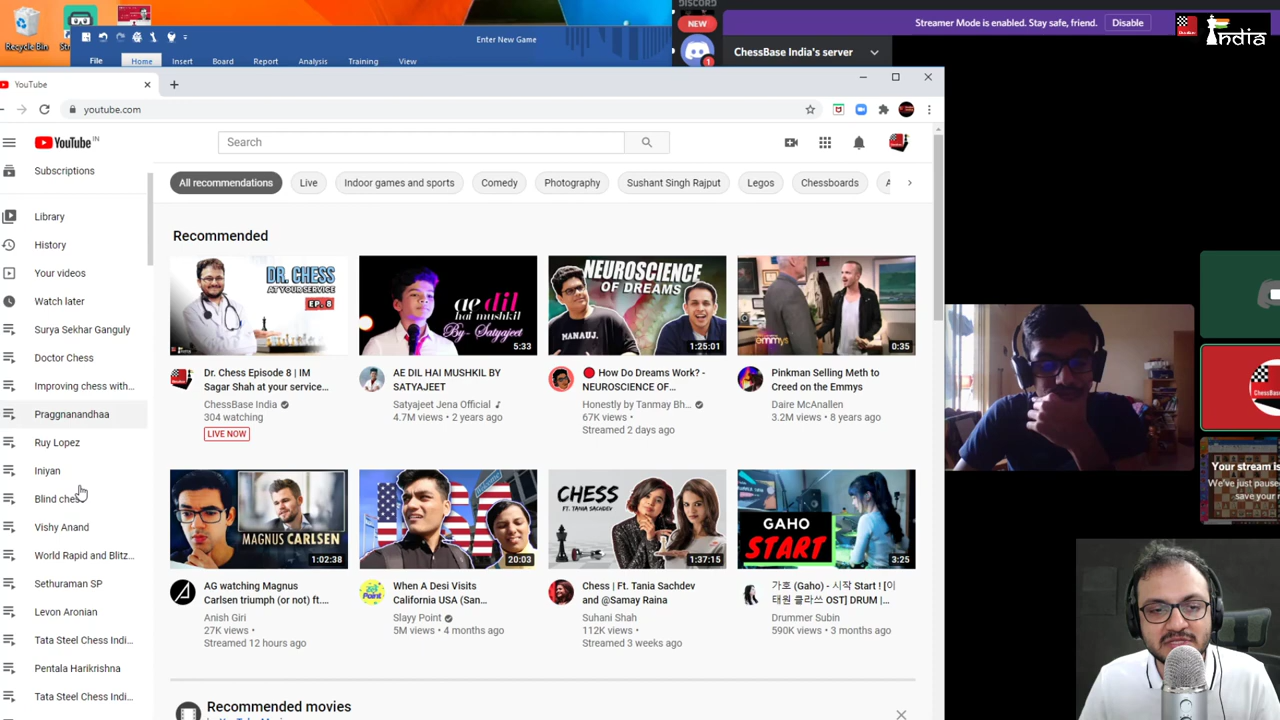 DISCORD
NEW
Streamer Mode is enabled. Stay safe, friend.
Disable
India
Recycle Bin
Enter New Game
ChessBase India's server
1
File
Home
Insert
Board
Report
Analysis
Training
View
YouTube
youtube.com
YouTube IN
Search
Subscriptions
Library
History
Your videos
Watch later
Surya Sekhar Ganguly
Doctor Chess
Improving chess with...
Praggnanandhaa
Ruy Lopez
Iniyan
Blind chess
Vishy Anand
World Rapid and Blitz...
Sethuraman SP
Levon Aronian
Tata Steel Chess Indi...
Pentala Harikrishna
Tata Steel Chess Indi...
All recommendations
Live
Indoor games and sports
Comedy
Photography
Sushant Singh Rajput
Legos
Chessboards
A
Recommended
DR. CHESS
AT YOUR SERVICE
EP. 8
Dr. Chess Episode 8 | IM
Sagar Shah at your service...
ChessBase India
304 watching
LIVE NOW
ae dil
hai mushkil
By- Satyajeet
5:33
AE DIL HAI MUSHKIL BY
SATYAJEET
Satyajeet Jena Official
4.7M views • 2 years ago
NEUROSCIENCE
OF DREAMS
MANAUJ.
1:25:01
How Do Dreams Work? -
NEUROSCIENCE OF...
Honestly by Tanmay Bh...
67K views •
Streamed 2 days ago
emmys
0:35
Pinkman Selling Meth to
Creed on the Emmys
Daire McAnallen
3.2M views • 8 years ago
MAGNUS CARLSEN
1:02:38
AG watching Magnus
Carlsen triumph (or not) ft....
Anish Giri
27K views •
Streamed 12 hours ago
20:03
Point
When A Desi Visits
California USA (San...
Slayy Point
5M views • 4 months ago
CHESS
FT. TANIA SACHDEV
1:37:15
Chess | Ft. Tania Sachdev
and @Samay Raina
Suhani Shah
112K views •
Streamed 3 weeks ago
GAHO
START
3:25
가호 (Gaho) - 시작 Start ! [이
태원 클라쓰 OST] DRUM |...
Drummer Subin
590K views • 3 months ago
Recommended movies
ChessBase
Your stream is
We've just paused
save your